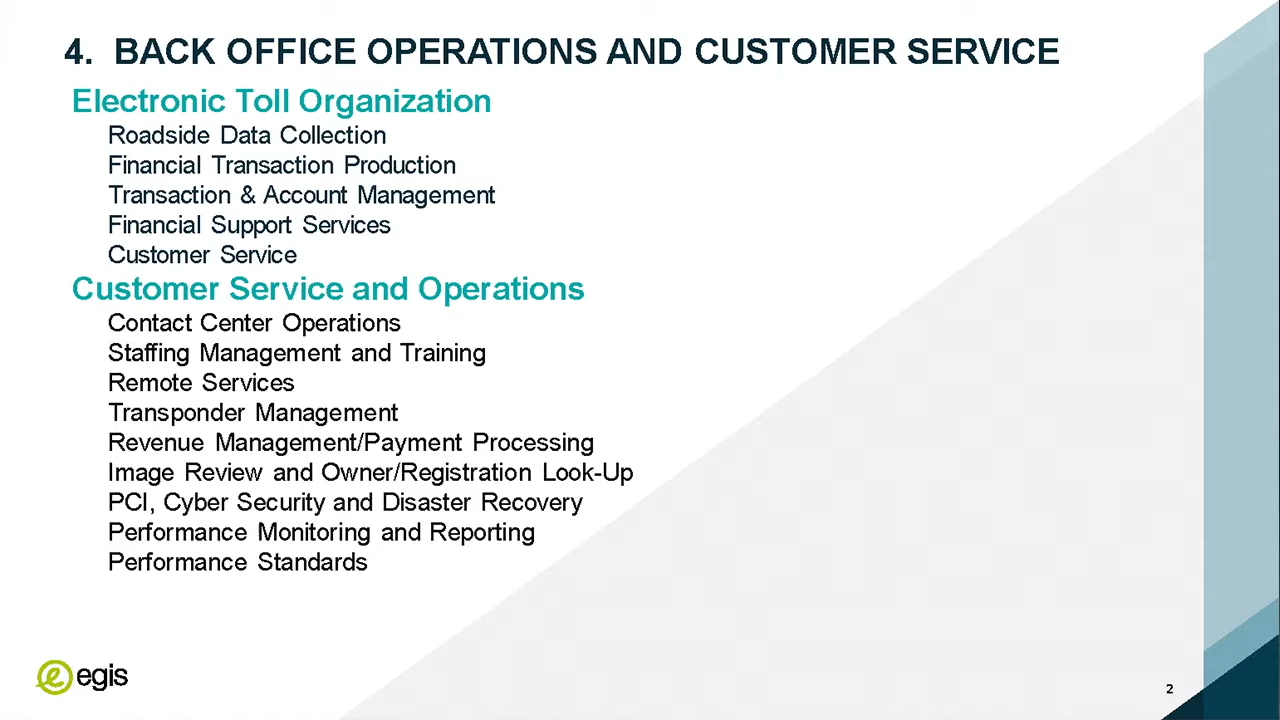 4. BACK OFFICE OPERATIONS AND CUSTOMER SERVICE
Electronic Toll Organization
Roadside Data Collection
Financial Transaction Production
Transaction & Account Management
Financial Support Services
Customer Service
Customer Service and Operations
Contact Center Operations
Staffing Management and Training
Remote Services
Transponder Management
Revenue Management/Payment Processing
Image Review and Owner/Registration Look-Up
PCI, Cyber Security and Disaster Recovery
Performance Monitoring and Reporting
Performance Standards
egis
2